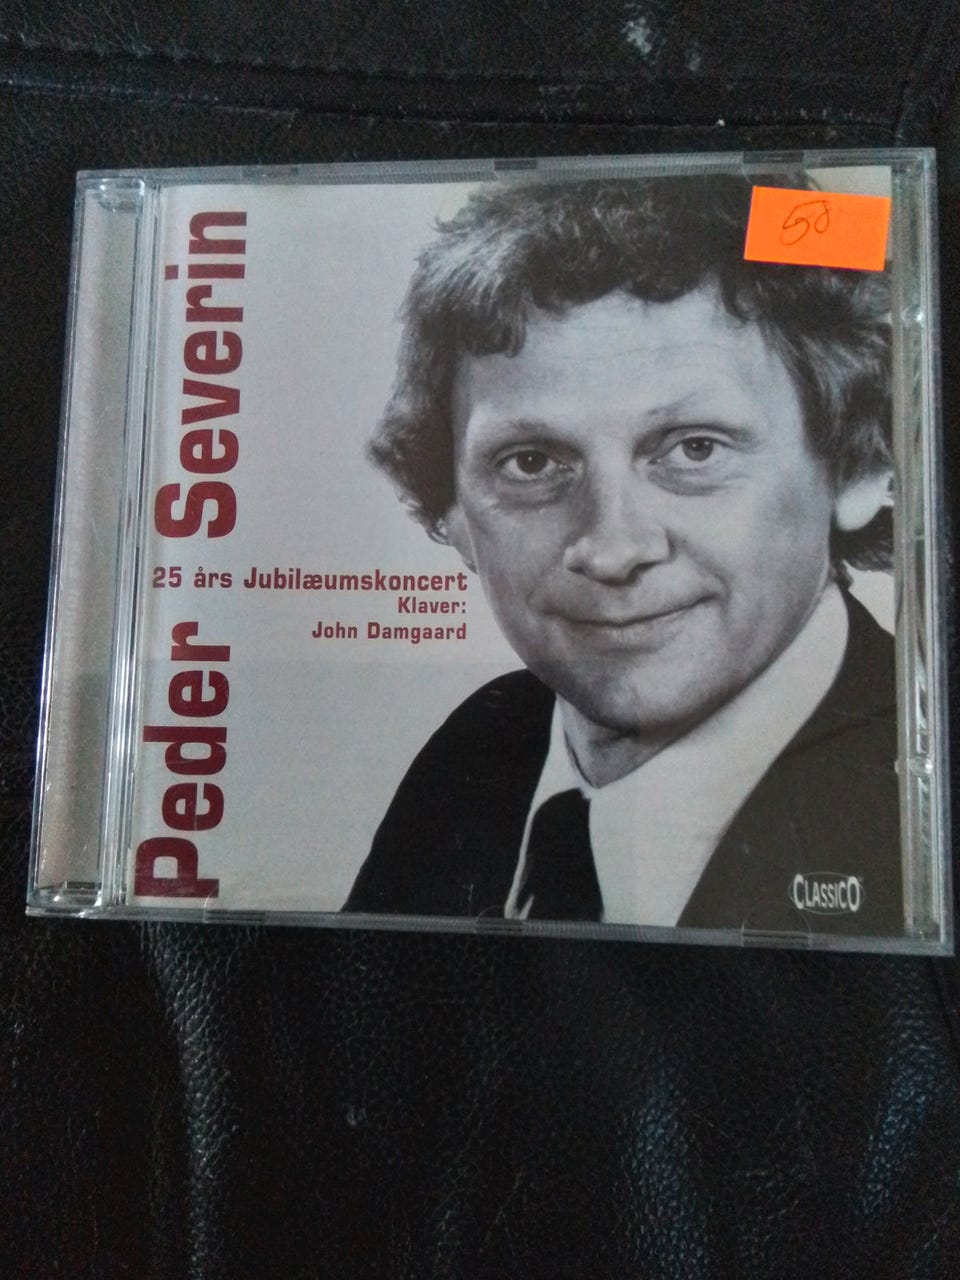 Peder Severin
25 års Jubilæumskoncert
Klaver:
John Damgaard
50
CLASSICO